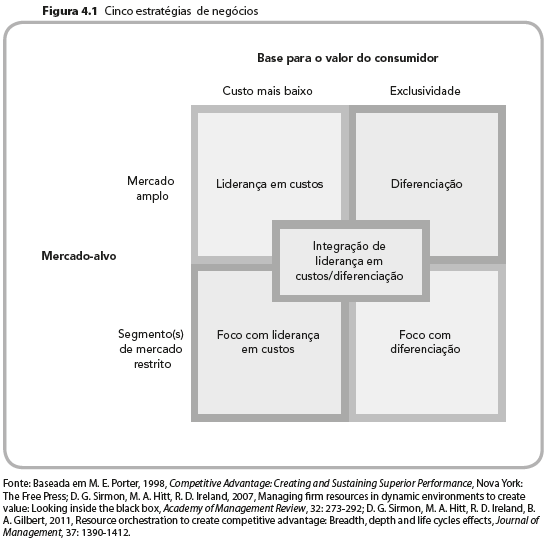 Figura 4.1 Cinco estratégias de negócios
Base para o valor do consumidor
Custo mais baixo
Exclusividade
Mercado
amplo
Liderança em custos
Diferenciação
Mercado-alvo
Integração de
liderança em
custos/diferenciação
Segmento(s)
de mercado
restrito
Foco com liderança
em custos
Foco com
diferenciação
Fonte: Baseada em M. E. Porter, 1998, Competitive Advantage: Creating and Sustaining Superior Performance, Nova York:
The Free Press; D. G. Sirmon, M. A. Hitt, R. D. Ireland, 2007, Managing firm resources in dynamic environments to create
value: Looking inside the black box, Academy of Management Review, 32: 273-292; D. G. Sirmon, M. A. Hitt, R. D. Ireland, B.
A. Gilbert, 2011, Resource orchestration to create competitive advantage: Breadth, depth and life cycles effects, Journal of
Management, 37: 1390-1412.